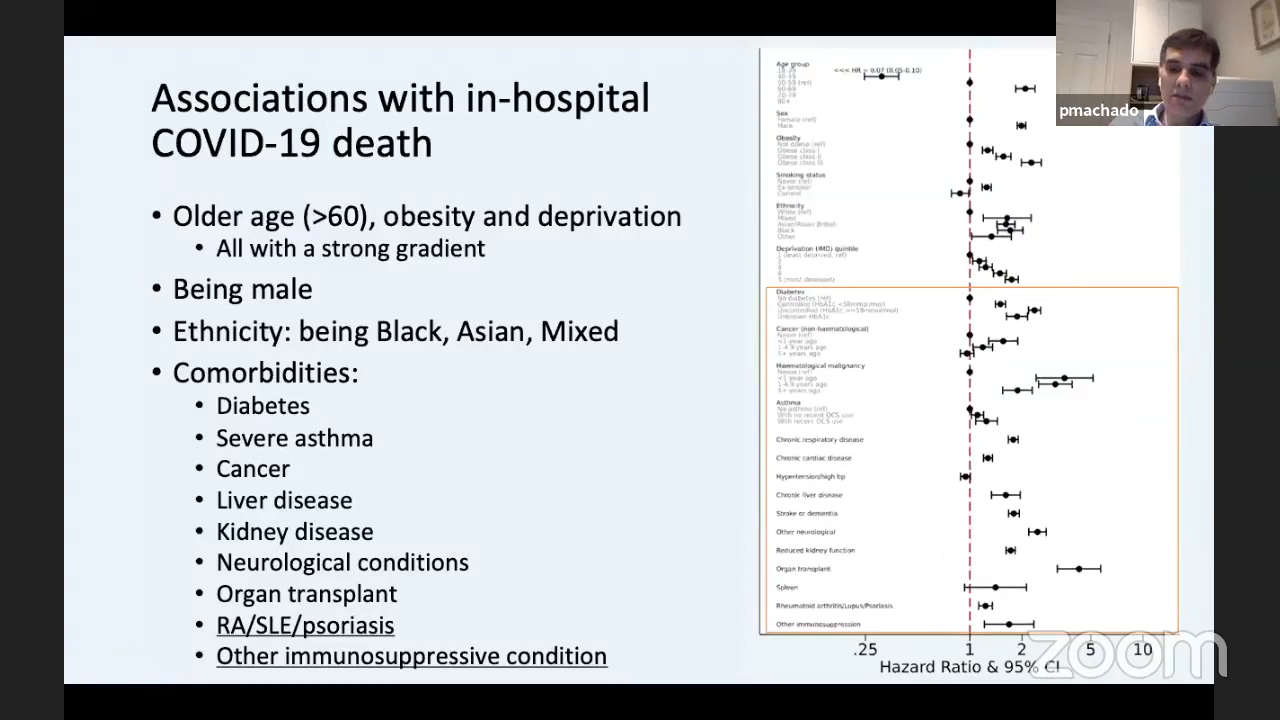 Associations with in-hospital
COVID-19 death
• Older age (>60), obesity and deprivation
• All with a strong gradient
• Being male
• Ethnicity: being Black, Asian, Mixed
• Comorbidities:
• Diabetes
• Severe asthma
• Cancer
• Liver disease
• Kidney disease
• Neurological conditions
• Organ transplant
• RA/SLE/psoriasis
• Other immunosuppressive condition
Age group
<<< HR = 0.07 (0.05-0.10)
18-39
40-49
50-59 (ref)
60-69
70-79
80+
Sex
Female (ref)
Male
Obesity
Not obese (ref)
Obese class I
Obese class II
Obese class III
Smoking status
Never (ref)
Ex-smoker
Current
Ethnicity
White (ref)
Mixed
Asian/Asian British
Black
Other
Deprivation (IMD) quintile
1 (least deprived, ref)
2
3
4
5 (most deprived)
Diabetes
No diabetes (ref)
Controlled (HbA1c <58mmol/mol)
Uncontrolled (HbA1c >=58mmol/mol)
Unknown HbA1c
Cancer (non-haematological)
Never (ref)
<1 year ago
1-4.9 years ago
5+ years ago
Haematological malignancy
Never (ref)
<1 year ago
1-4.9 years ago
5+ years ago
Asthma
No asthma (ref)
With no recent OCS use
With recent OCS use
Chronic respiratory disease
Chronic cardiac disease
Hypertension/high bp
Chronic liver disease
Stroke or dementia
Other neurological
Reduced kidney function
Organ transplant
Spleen
Rheumatoid arthritis/Lupus/Psoriasis
Other immunosuppression
.25 1 2 5 10
Hazard Ratio & 95% CI
pmachado
zoom